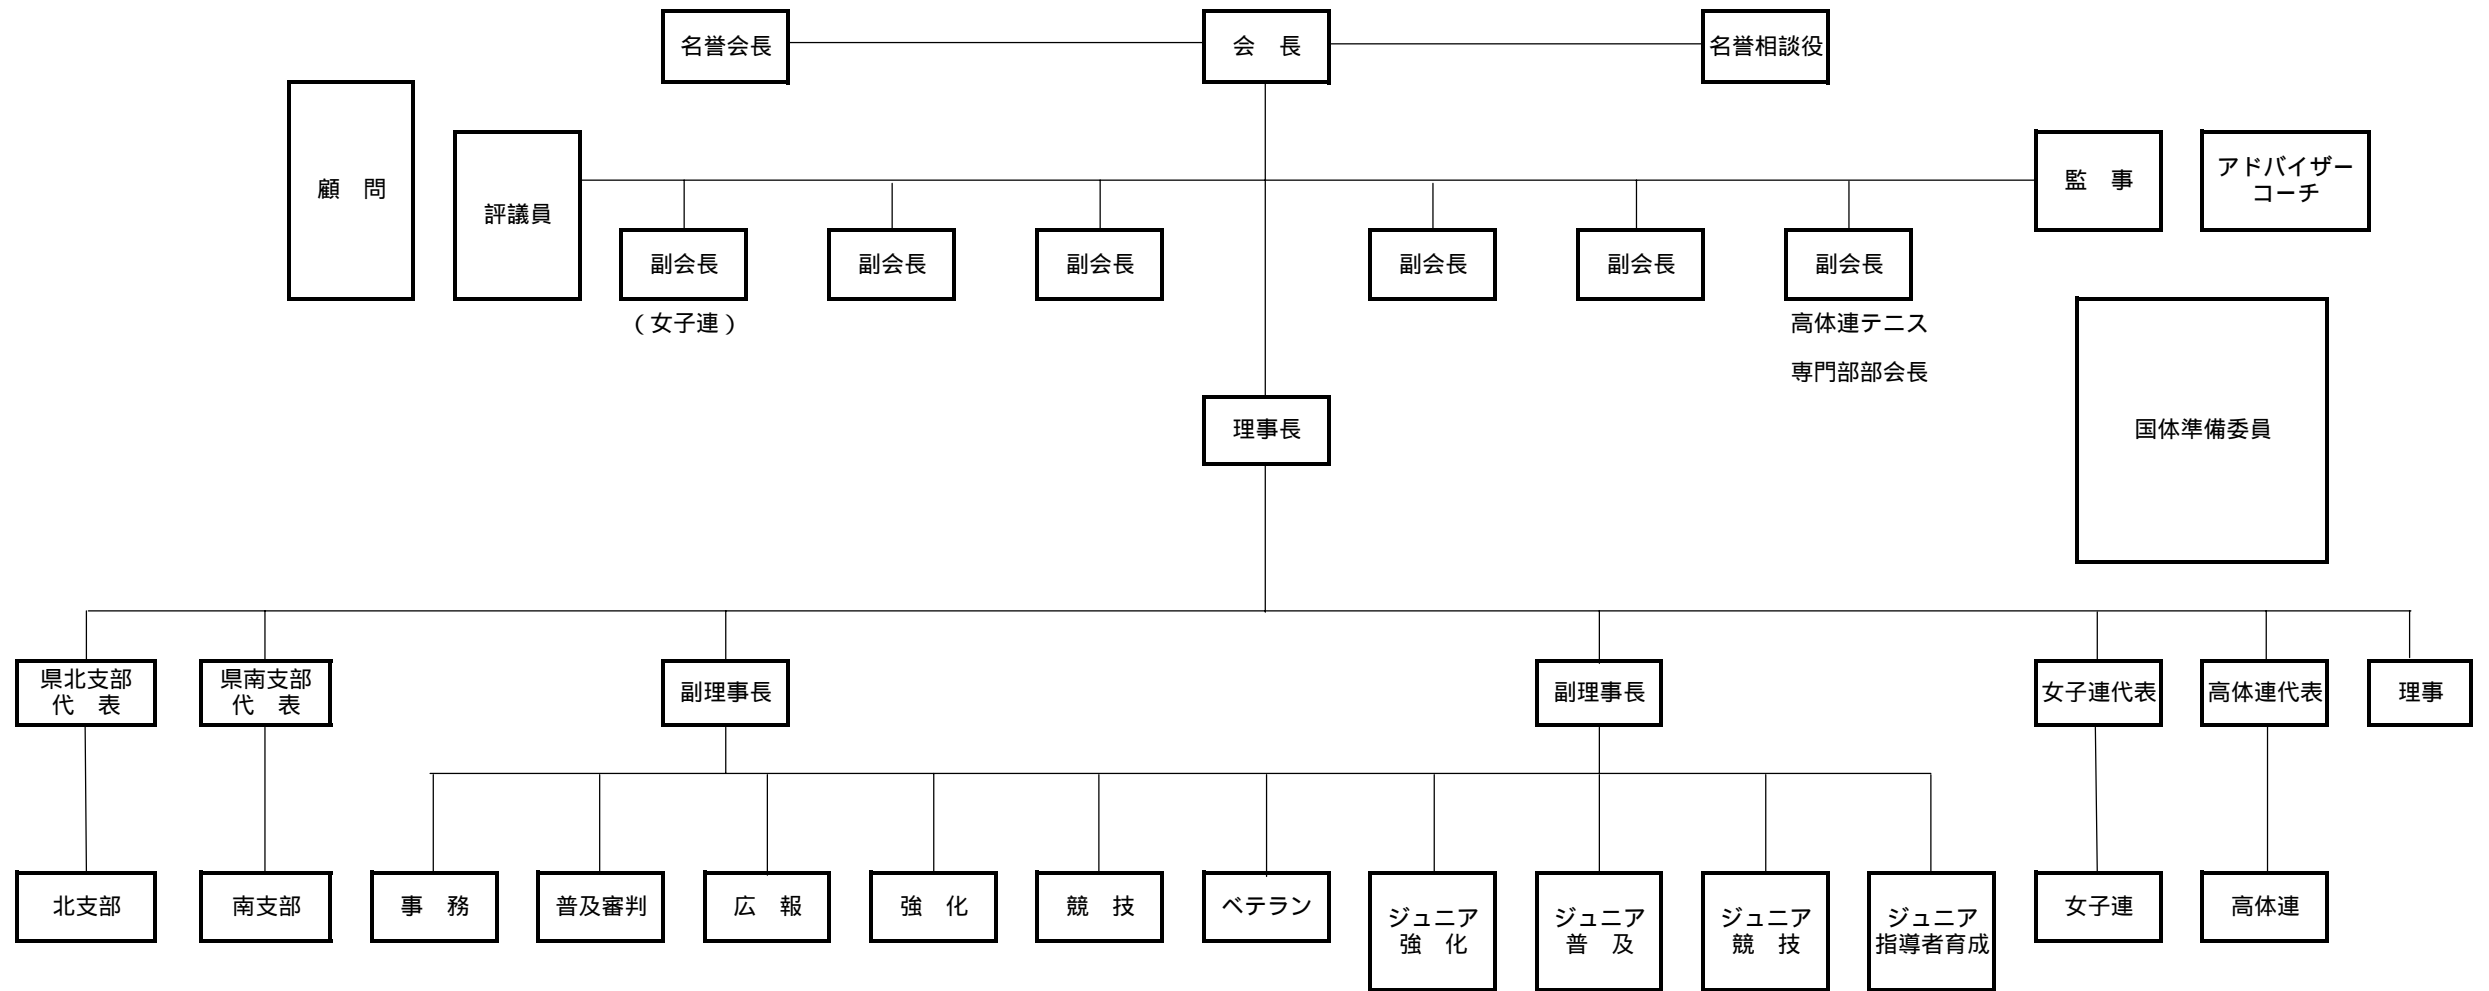 名誉会長
会　長
名誉相談役
顧　問
評議員
監　事
アドバイザー
コーチ
副会長
副会長
副会長
副会長
副会長
副会長
（女子連）
高体連テニス
専門部部会長
理事長
国体準備委員
県北支部
代　表
県南支部
代　表
副理事長
副理事長
女子連代表
高体連代表
理事
北支部
南支部
事　務
普及審判
広　報
強　化
競　技
ベテラン
ジュニア
強　化
ジュニア
普　及
ジュニア
競　技
ジュニア
指導者育成
女子連
高体連